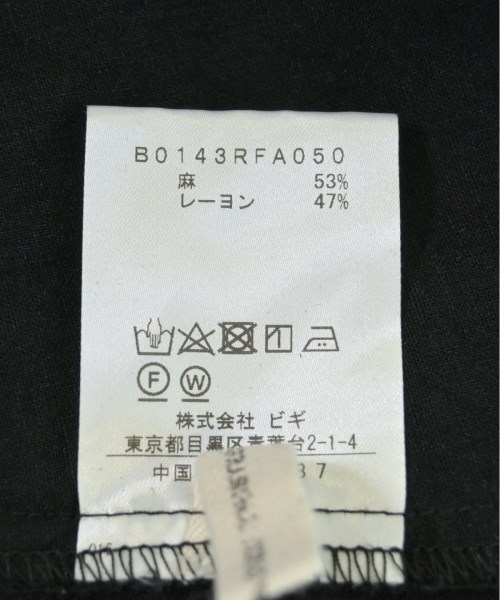 B0143RFA050
麻 53%
レーヨン 47%
F W
株式会社 ビギ
東京都目黒区青葉台2-1-4
中国 37